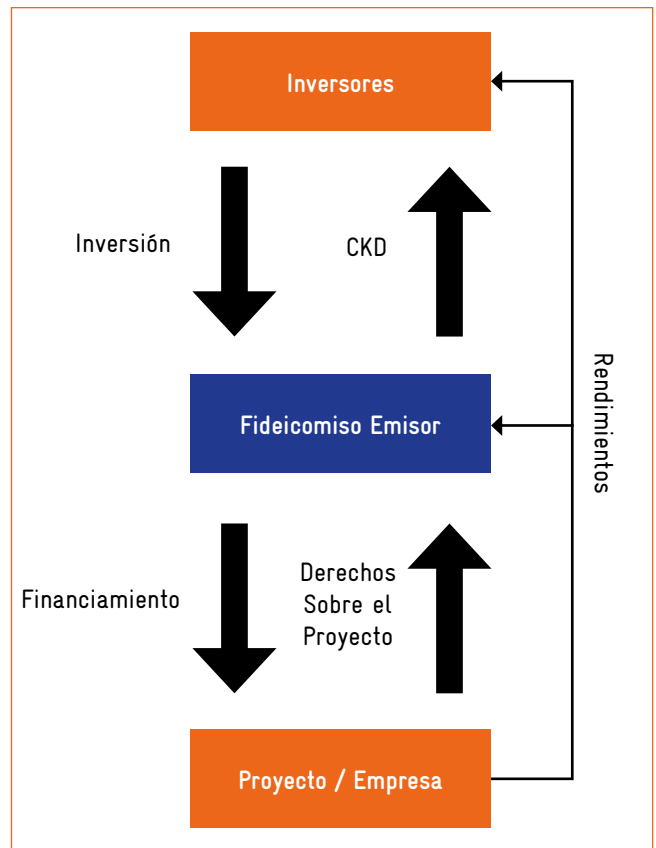 Inversores
Inversión
CKD
Rendimientos
Fideicomiso Emisor
Financiamiento
Derechos
Sobre el
Proyecto
Proyecto / Empresa